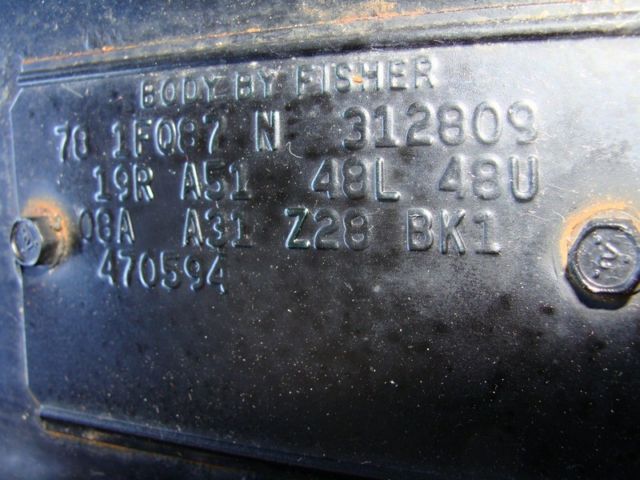 BODY BY FISHER
78 1FQ87 N 312809
19R A51 48L 48U
08A A31 Z28 BK1
470594